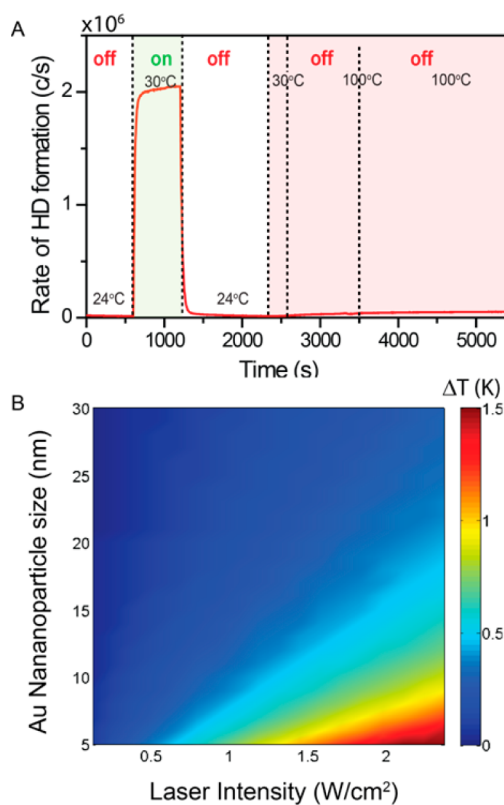 A
x10⁶
off on off off off
30°C 30°C 100°C 100°C
2
1
0
24°C 24°C
Rate of HD formation (c/s)
0 1000 2000 3000 4000 5000
Time (s)
B
ΔT (K)
30
25
20
15
10
5
Au Nananoparticle size (nm)
1.5
1
0.5
0
0.5 1 1.5 2
Laser Intensity (W/cm²)